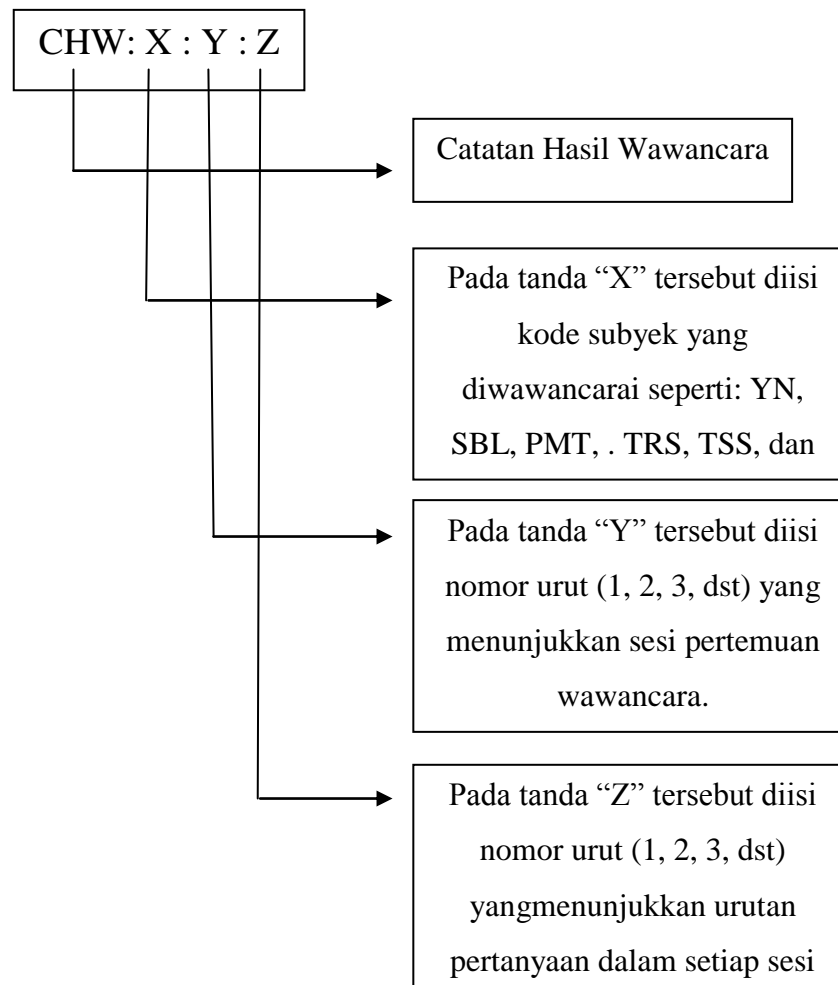 CHW: X : Y : Z
Catatan Hasil Wawancara
Pada tanda “X” tersebut diisi
kode subyek yang
diwawancarai seperti: YN,
SBL, PMT, . TRS, TSS, dan
Pada tanda “Y” tersebut diisi
nomor urut (1, 2, 3, dst) yang
menunjukkan sesi pertemuan
wawancara.
Pada tanda “Z” tersebut diisi
nomor urut (1, 2, 3, dst)
yangmenunjukkan urutan
pertanyaan dalam setiap sesi